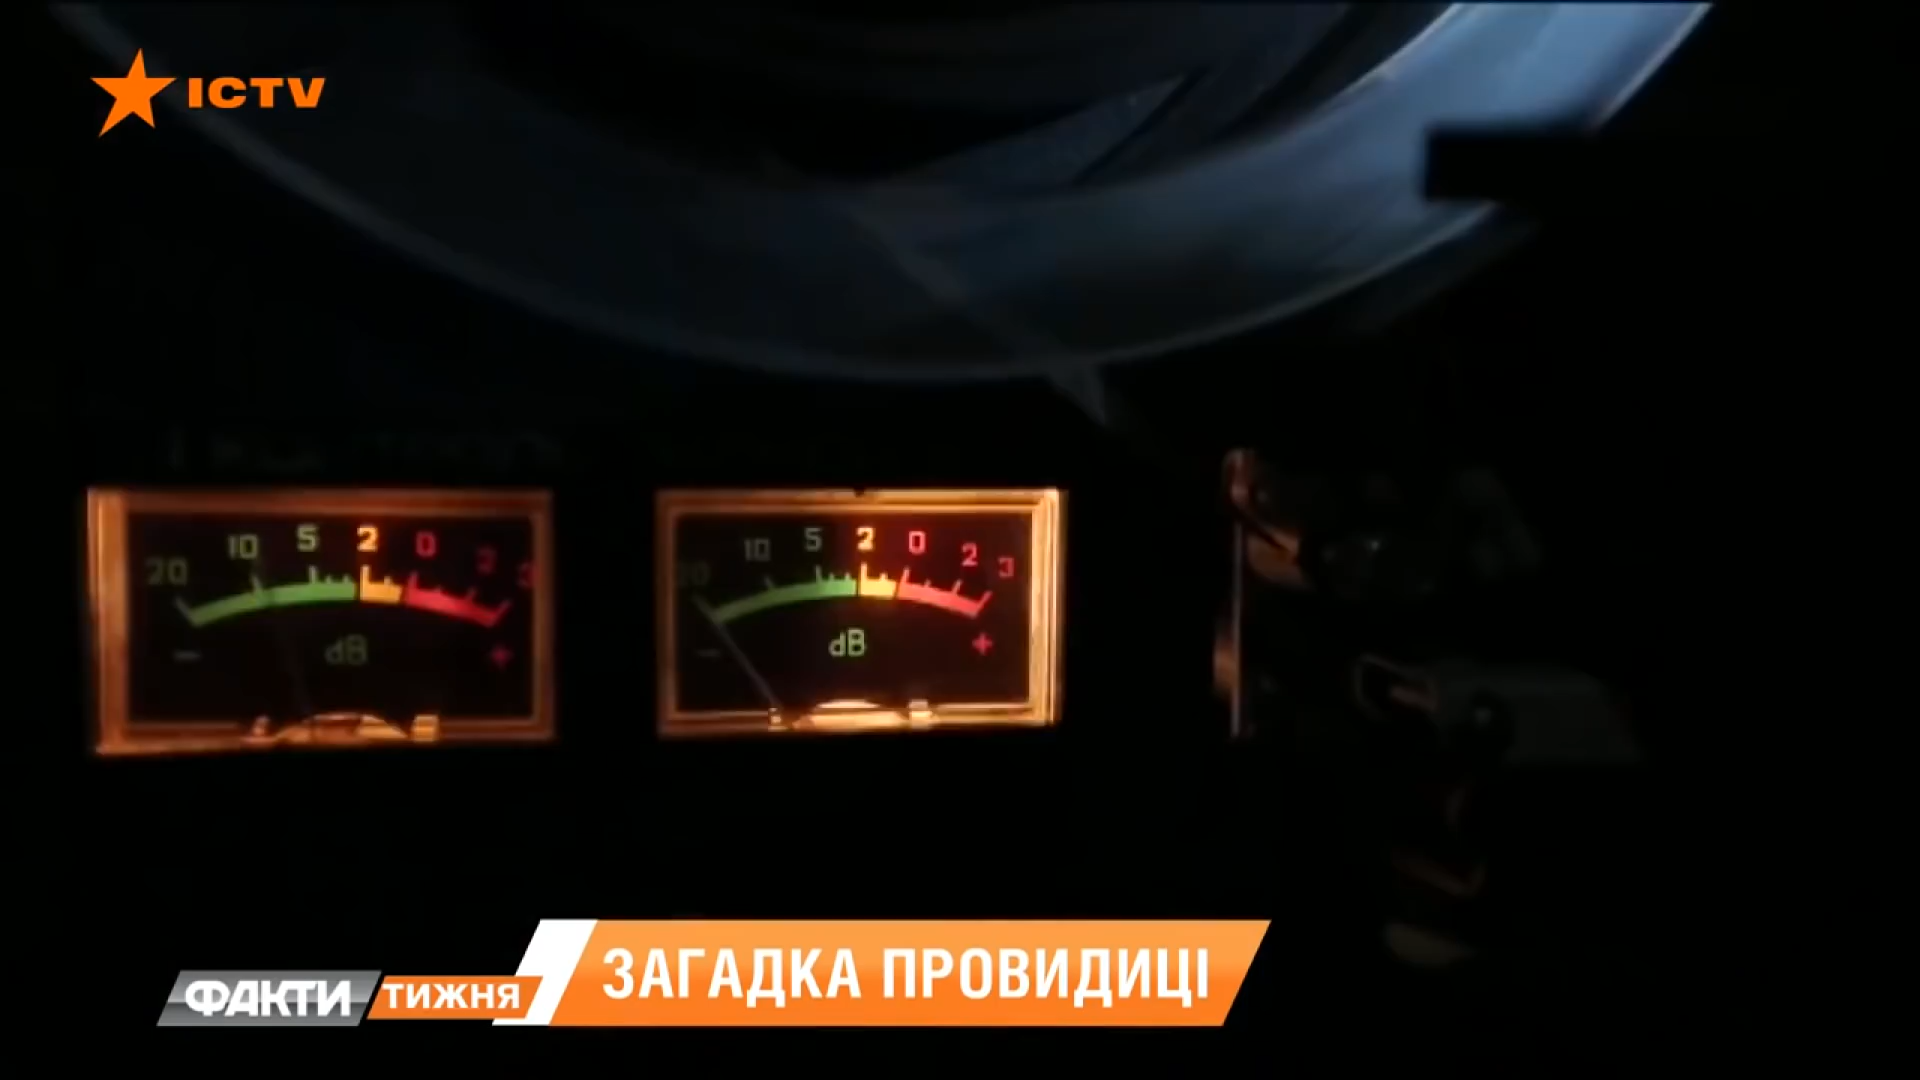 ICTV
20 10 5 2 0 2 3
- dB +
10 5 2 0 2 3
- dB +
ФАКТИ ТИЖНЯ
ЗАГАДКА ПРОВИДИЦІ